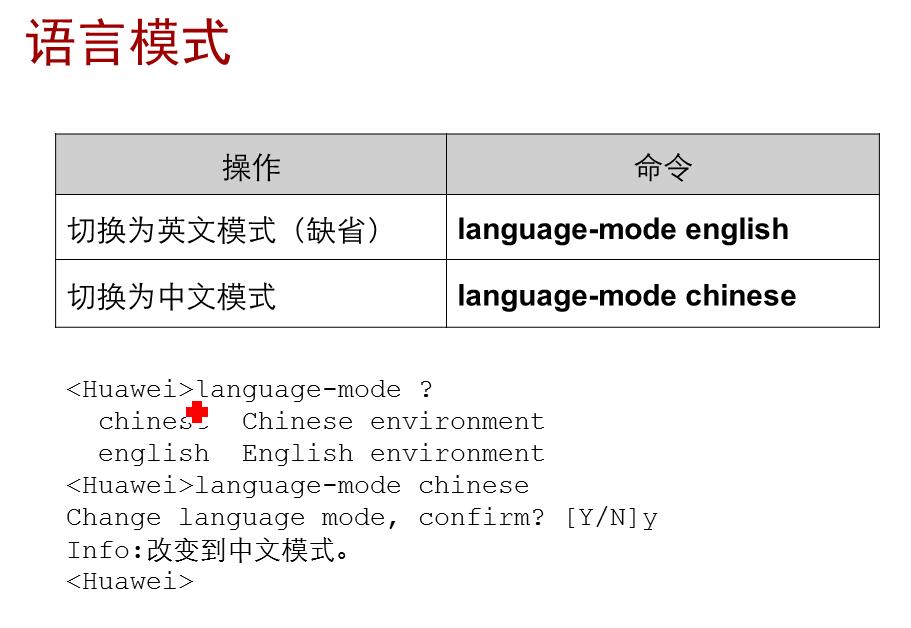 语言模式
操作 命令
切换为英文模式（缺省） language-mode english
切换为中文模式 language-mode chinese
<Huawei>language-mode ?
chinese Chinese environment
english English environment
<Huawei>language-mode chinese
Change language mode, confirm? [Y/N]y
Info:改变到中文模式。
<Huawei>